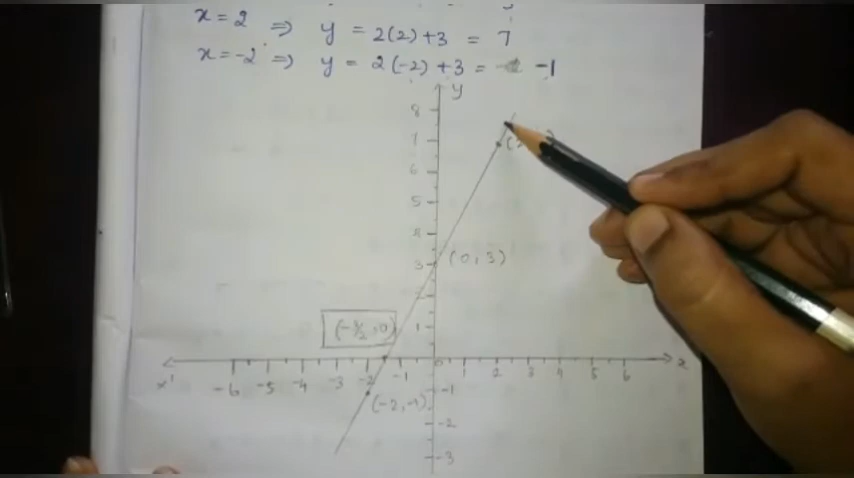 x = 2 ⇒ y = 2(2)+3 = 7
x = -2 ⇒ y = 2(-2) +3 = -1
y
8
7
6
5
4
3 (0, 3)
2
1
(-3/2, 0)
x' -6 -5 -4 -3 -2 -1 0 1 2 3 4 5 6 x
-1
(-2, -1)
-2
-3